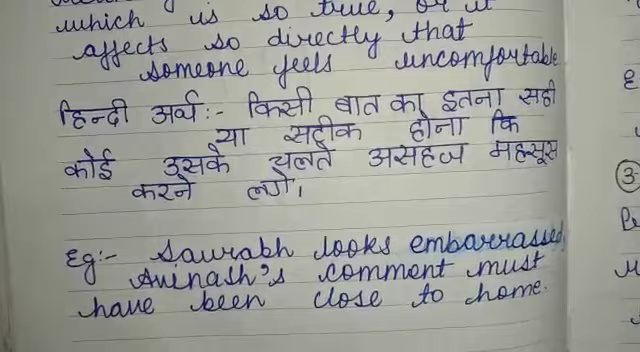 which is so true, or it
affects so directly that
someone feels uncomfortable
हिन्दी अर्थ:- किसी बात का इतना सही
या सटीक होना कि
कोई उसके चलते असहज महसूस
करने लगे।
Eg:- Saurabh looks embarrassed,
Avinash's comment must
have been close to home.
3